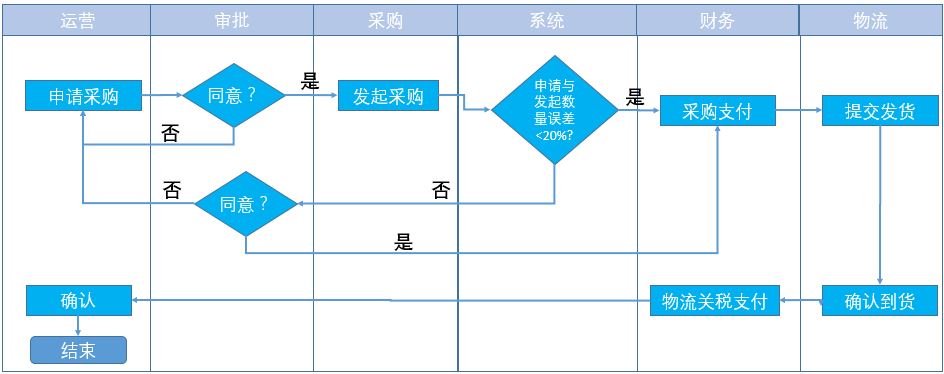 运营
审批
采购
系统
财务
物流
申请采购
同意？
是
发起采购
申请与
发起数
量误差
<20%?
是
采购支付
提交发货
否
否
同意？
否
是
确认
物流关税支付
确认到货
结束